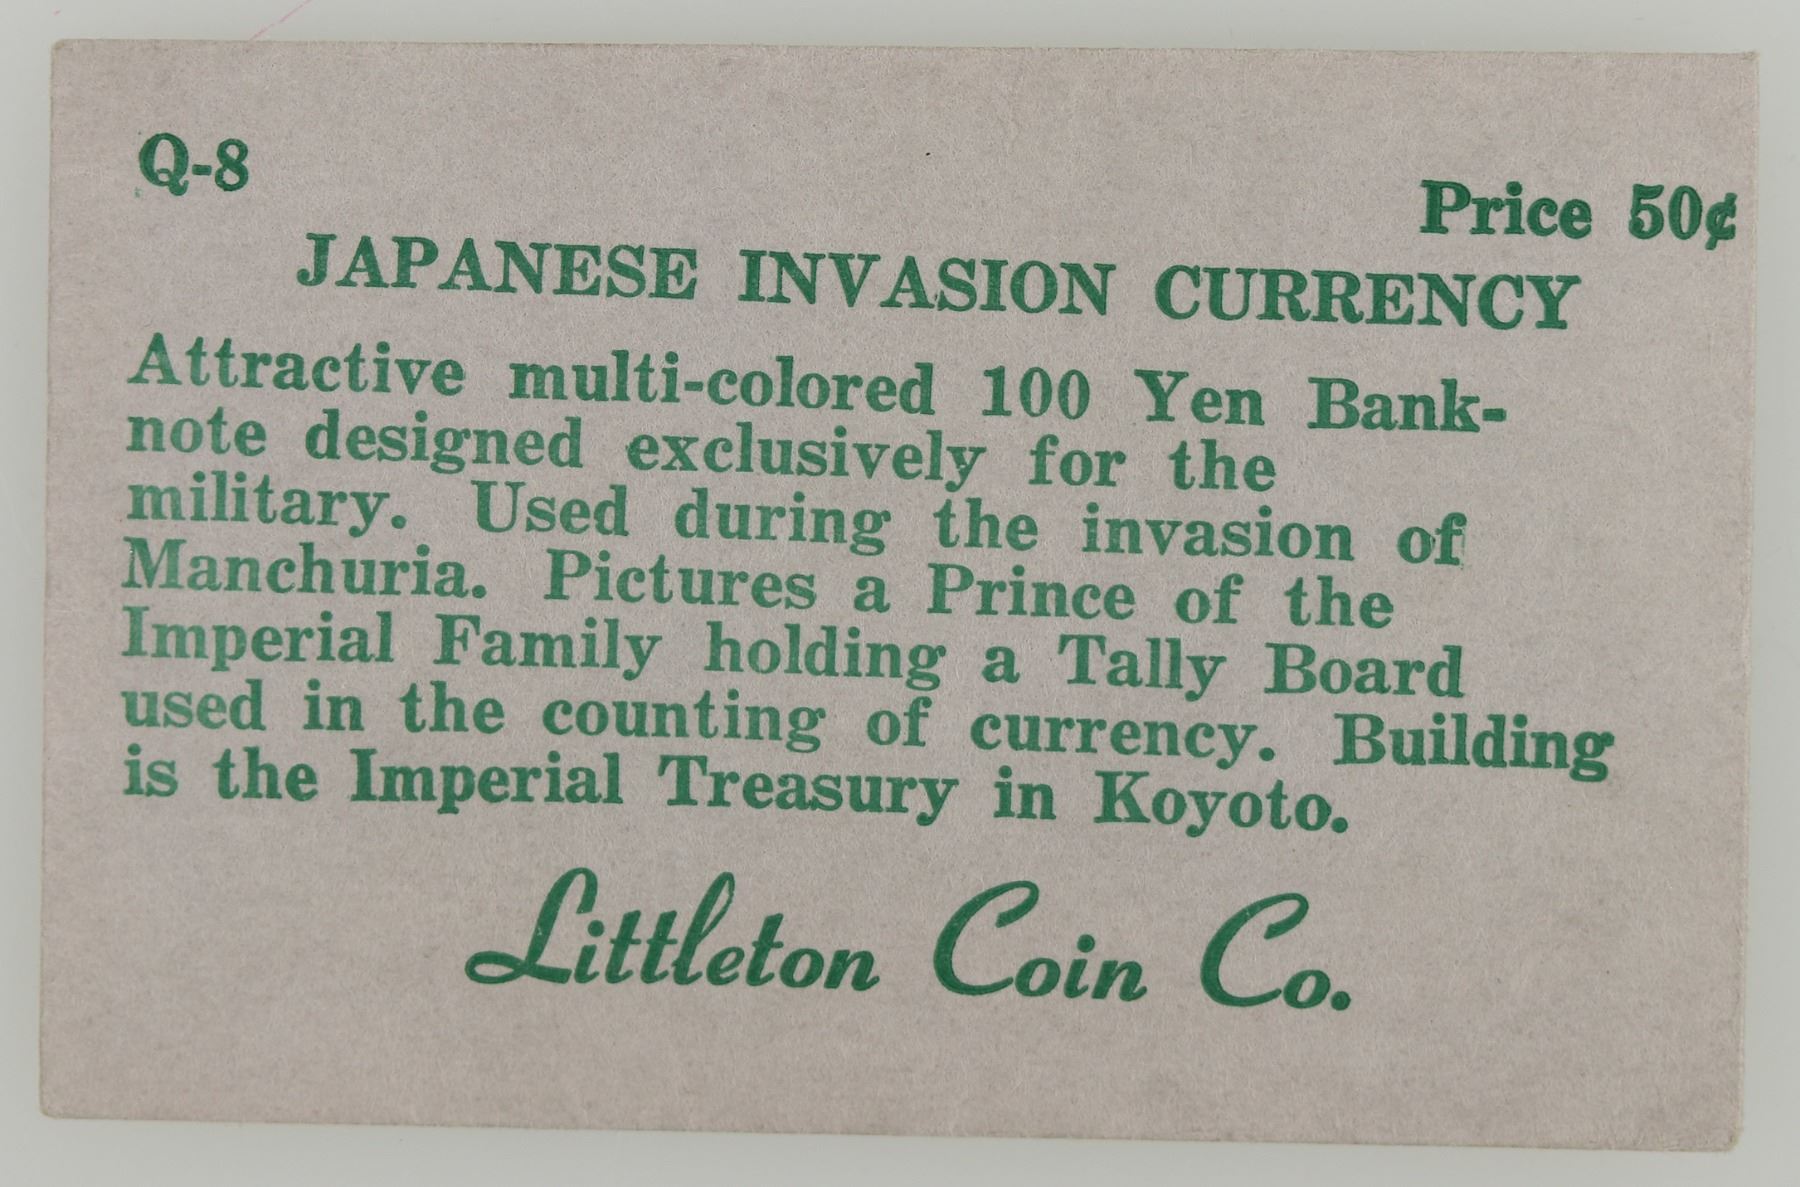 Q-8
Price 50¢
JAPANESE INVASION CURRENCY
Attractive multi-colored 100 Yen Bank-
note designed exclusively for the
military. Used during the invasion of
Manchuria. Pictures a Prince of the
Imperial Family holding a Tally Board
used in the counting of currency. Building
is the Imperial Treasury in Koyoto.
Littleton Coin Co.